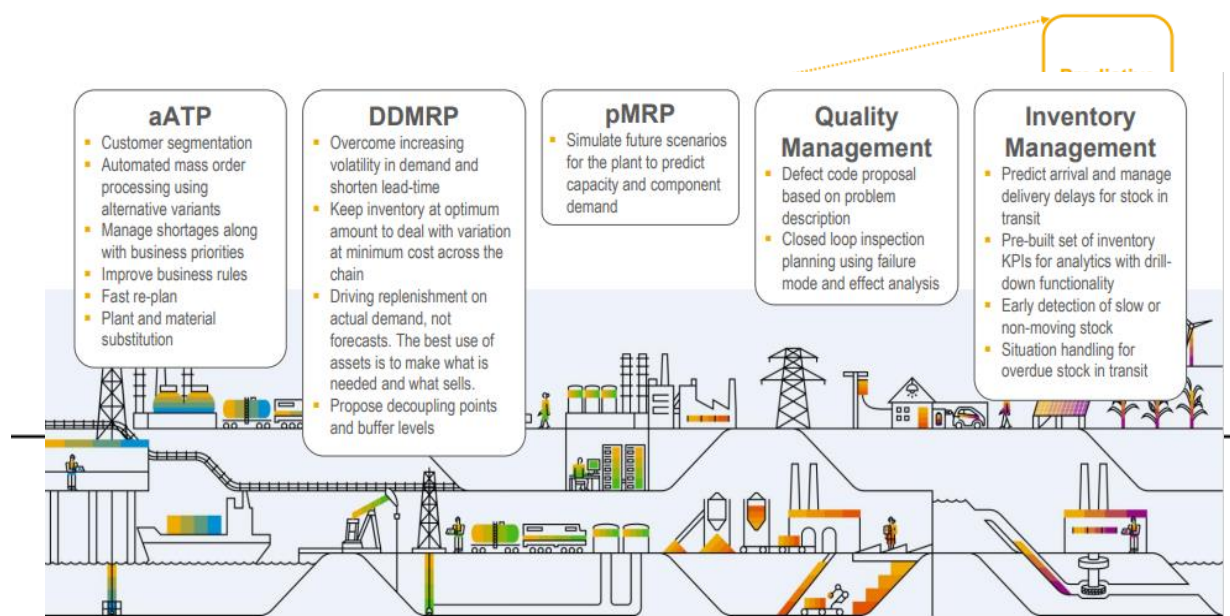 aATP
Customer segmentation
Automated mass order
processing using
alternative variants
Manage shortages along
with business priorities
Improve business rules
Fast re-plan
Plant and material
substitution
DDMRP
Overcome increasing
volatility in demand and
shorten lead-time
Keep inventory at optimum
amount to deal with variation
at minimum cost across the
chain
Driving replenishment on
actual demand, not
forecasts. The best use of
assets is to make what is
needed and what sells.
Propose decoupling points
and buffer levels
pMRP
Simulate future scenarios
for the plant to predict
capacity and component
demand
Quality
Management
Defect code proposal
based on problem
description
Closed loop inspection
planning using failure
mode and effect analysis
Inventory
Management
Predict arrival and manage
delivery delays for stock in
transit
Pre-built set of inventory
KPIs for analytics with drill-
down functionality
Early detection of slow or
non-moving stock
Situation handling for
overdue stock in transit